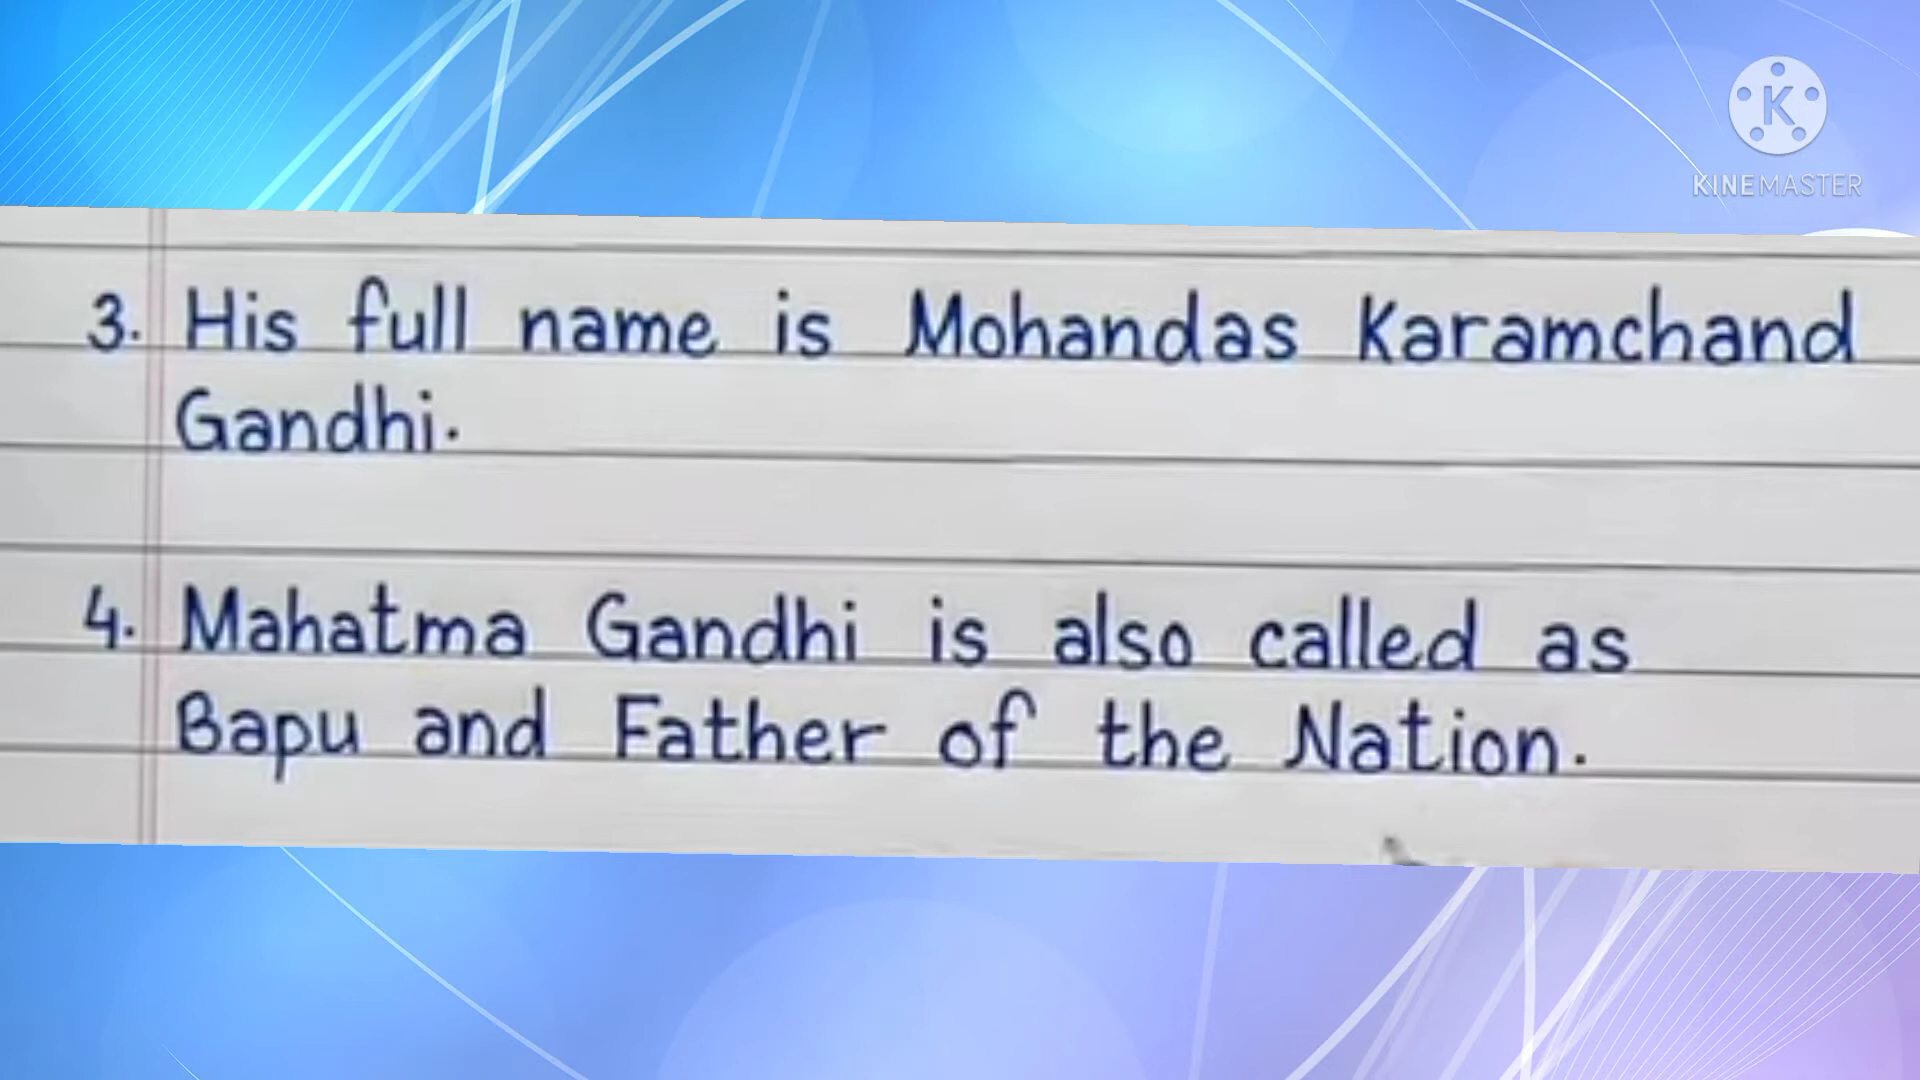 KINEMASTER
3. His full name is Mohandas Karamchand
Gandhi.
4. Mahatma Gandhi is also called as
Bapu and Father of the Nation.